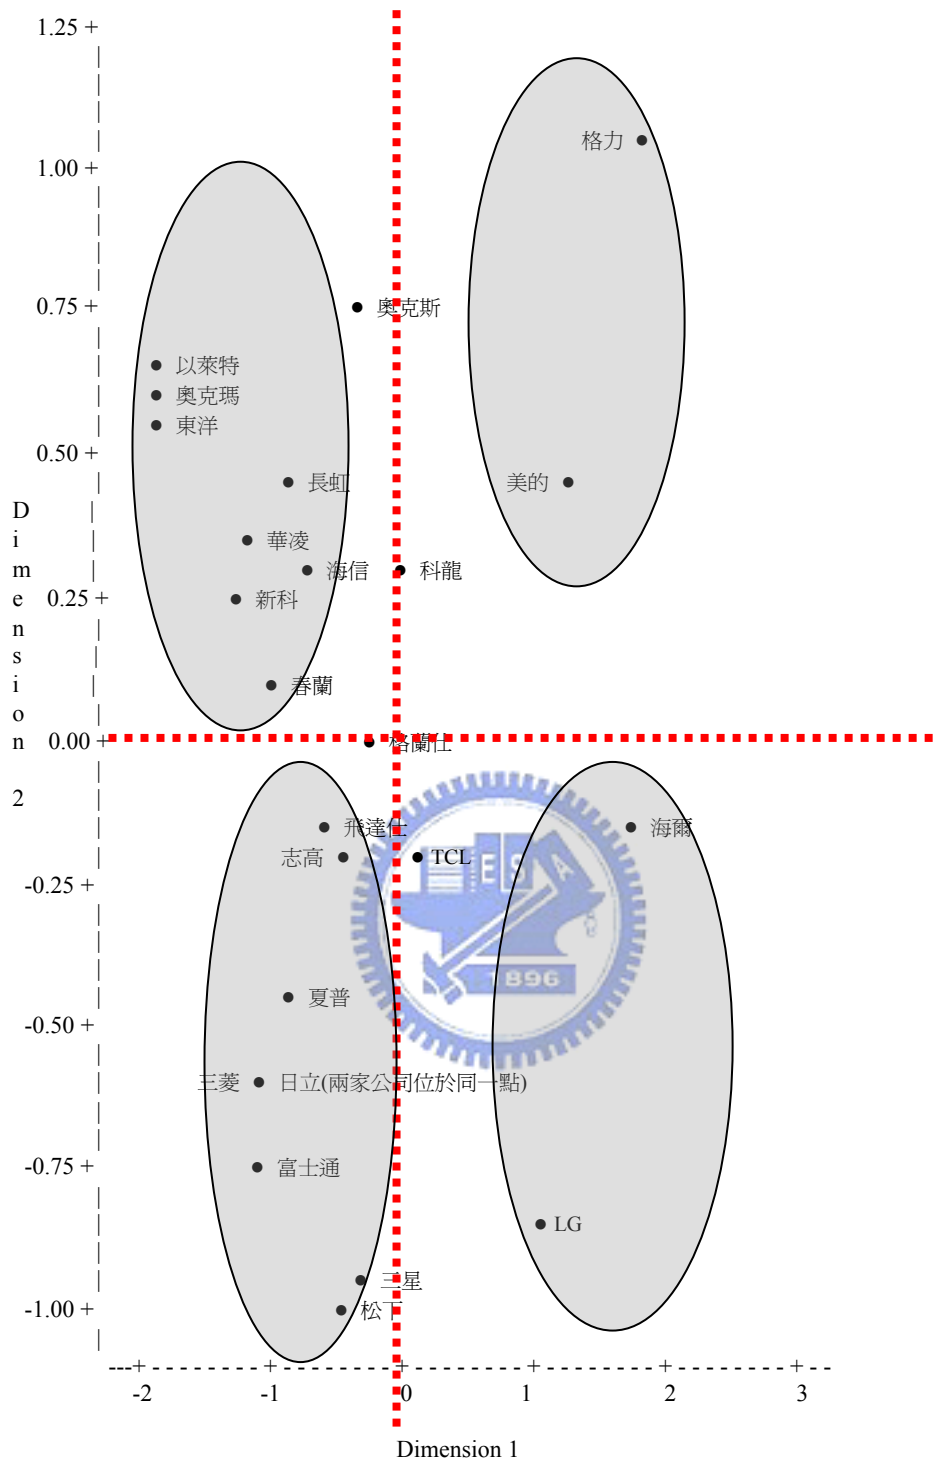 1.25 +
格力
1.00 +
0.75 +
奧克斯
以萊特
奧克瑪
東洋
0.50 +
長虹
美的
華凌
海信
科龍
0.25 +
新科
春蘭
Dimension 2
0.00 +
格蘭仕
飛達仕
海爾
志高
TCL
ESA
-0.25 +
1896
夏普
-0.50 +
三菱 日立(兩家公司位於同一點)
-0.75 +
富士通
LG
三星
-1.00 +
松下
-2 -1 0 1 2 3
Dimension 1